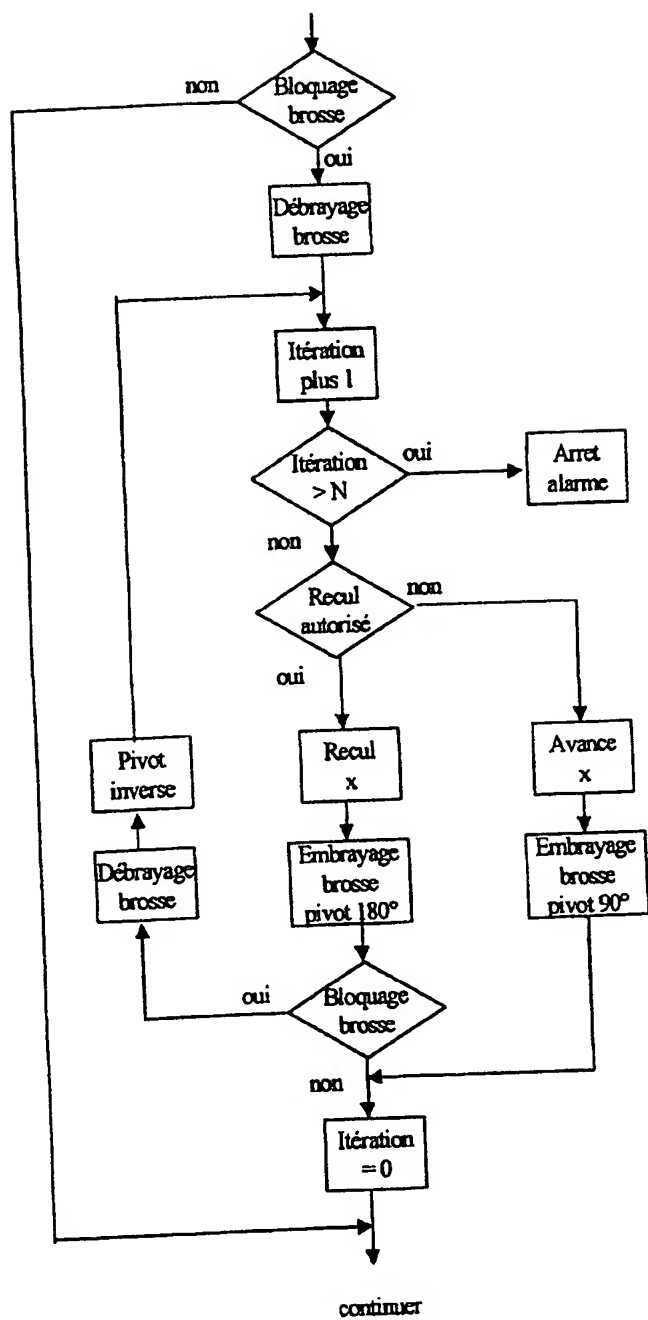 non
Bloquage
brosse
oui
Débrayage
brosse
Itération
plus 1
Itération
> N
oui
Arret
alarme
non
Recul
autorisé
non
oui
Pivot
inverse
Recul
x
Avance
x
Débrayage
brosse
Embrayage
brosse
pivot 180°
Embrayage
brosse
pivot 90°
oui
Bloquage
brosse
non
Itération
= 0
continuer